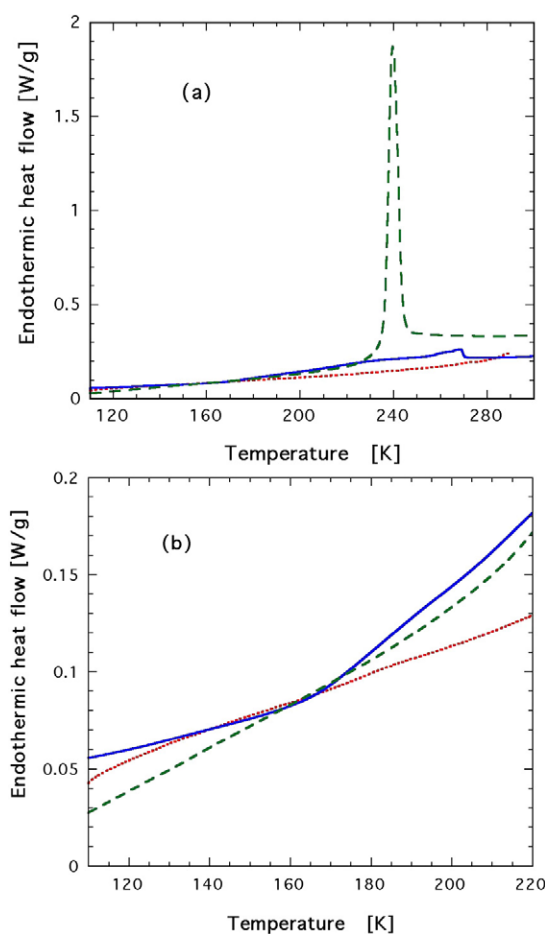 2
(a)
1.5
1
0.5
0
120 160 200 240 280
Endothermic heat flow [W/g]
Temperature [K]
0.2
(b)
0.15
0.1
0.05
0
120 140 160 180 200 220
Endothermic heat flow [W/g]
Temperature [K]